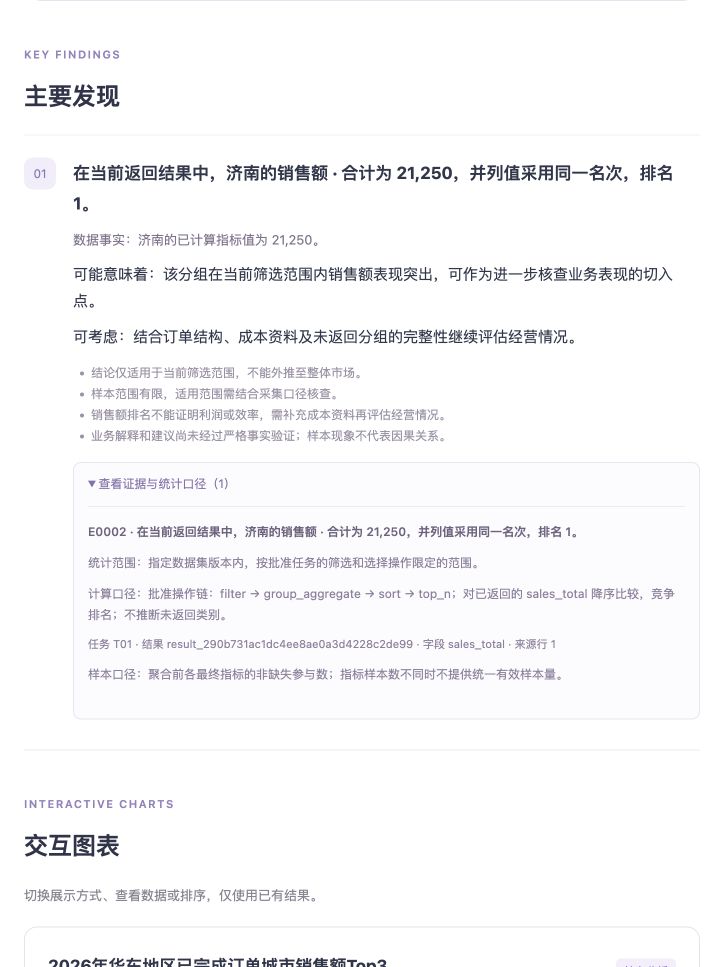 KEY FINDINGS
主要发现
01
在当前返回结果中，济南的销售额 · 合计为 21,250，并列值采用同一名次，排名
1。
数据事实：济南的已计算指标值为 21,250。
可能意味着：该分组在当前筛选范围内销售额表现突出，可作为进一步核查业务表现的切入
点。
可考虑：结合订单结构、成本资料及未返回分组的完整性继续评估经营情况。
• 结论仅适用于当前筛选范围，不能外推至整体市场。
• 样本范围有限，适用范围需结合采集口径核查。
• 销售额排名不能证明利润或效率，需补充成本资料再评估经营情况。
• 业务解释和建议尚未经过严格事实验证；样本现象不代表因果关系。
▼ 查看证据与统计口径（1）
E0002 · 在当前返回结果中，济南的销售额 · 合计为 21,250，并列值采用同一名次，排名 1。
统计范围：指定数据集版本内，按批准任务的筛选和选择操作限定的范围。
计算口径：批准操作链：filter → group_aggregate → sort → top_n；对已返回的 sales_total 降序比较，竞争
排名；不推断未返回类别。
任务 T01 · 结果 result_290b731ac1dc4ee8ae0a3d4228c2de99 · 字段 sales_total · 来源行 1
样本口径：聚合前各最终指标的非缺失参与数；指标样本数不同时不提供统一有效样本量。
INTERACTIVE CHARTS
交互图表
切换展示方式、查看数据或排序，仅使用已有结果。
2026年华东地区已完成订单城市销售额Top3